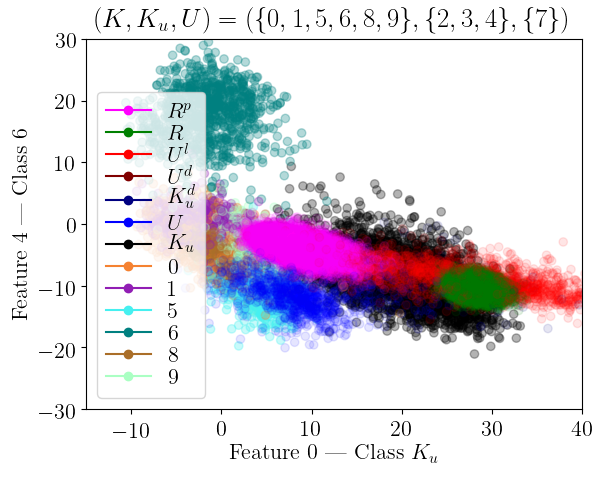 (K, K_u, U) = ({0, 1, 5, 6, 8, 9}, {2, 3, 4}, {7})
30
20
10
0
−10
−20
−30
Feature 4 — Class 6
R^p
R
U^l
U^d
K_u^d
U
K_u
0
1
5
6
8
9
−10
0
10
20
30
40
Feature 0 — Class K_u